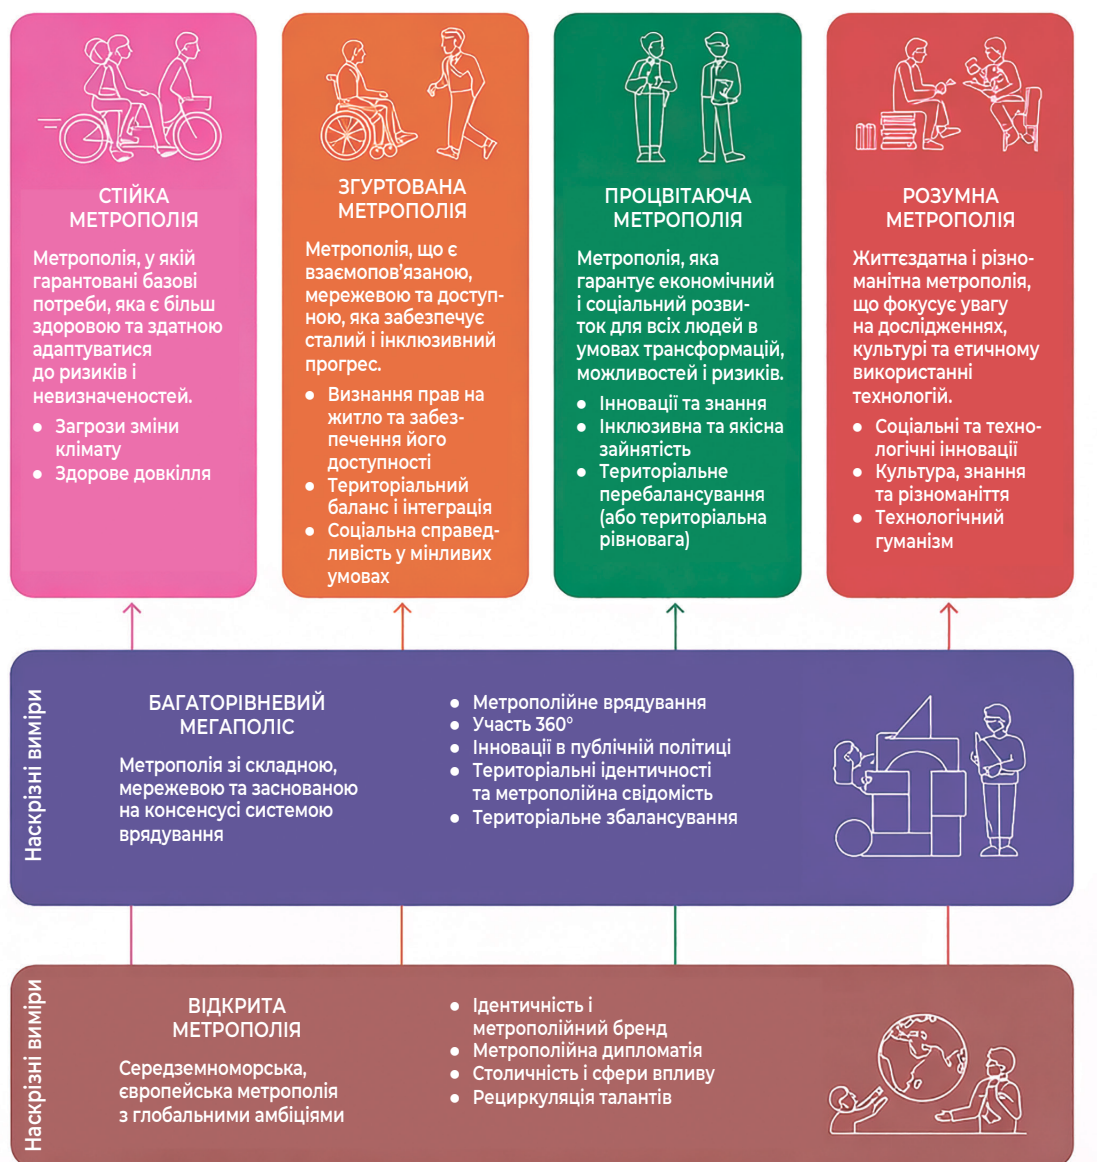 СТІЙКА
МЕТРОПОЛІЯ
Метрополія, у якій
гарантовані базові
потреби, яка є більш
здоровою та здатною
адаптуватися
до ризиків і
невизначеностей.
● Загрози зміни
клімату
● Здорове довкілля
ЗГУРТОВАНА
МЕТРОПОЛІЯ
Метрополія, що є
взаємопов’язаною,
мережевою та доступ-
ною, яка забезпечує
сталий і інклюзивний
прогрес.
● Визнання прав на
житло та забез-
печення його
доступності
● Територіальний
баланс і інтеграція
● Соціальна справед-
ливість у мінливих
умовах
ПРОЦВІТАЮЧА
МЕТРОПОЛІЯ
Метрополія, яка
гарантує економічний
і соціальний розви-
ток для всіх людей в
умовах трансформацій,
можливостей і ризиків.
● Інновації та знання
● Інклюзивна та якісна
зайнятість
● Територіальне
перебалансування
(або територіальна
рівновага)
РОЗУМНА
МЕТРОПОЛІЯ
Життєздатна і різно-
манітна метрополія,
що фокусує увагу
на дослідженнях,
культурі та етичному
використанні
технологій.
● Соціальні та техно-
логічні інновації
● Культура, знання
та різноманіття
● Технологічний
гуманізм
Наскрізні виміри
БАГАТОРІВНЕВИЙ
МЕГАПОЛІС
Метрополія зі складною,
мережевою та заснованою
на консенсусі системою
врядування
● Метрополійне врядування
● Участь 360°
● Інновації в публічній політиці
● Територіальні ідентичності
та метрополійна свідомість
● Територіальне збалансування
Наскрізні виміри
ВІДКРИТА
МЕТРОПОЛІЯ
Середземноморська,
європейська метрополія
з глобальними амбіціями
● Ідентичність і
метрополійний бренд
● Метрополійна дипломатія
● Столичність і сфери впливу
● Рециркуляція талантів